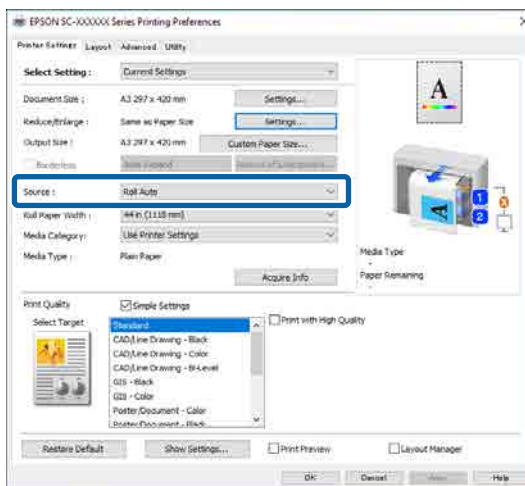 EPSON SC-XXXXXX Series Printing Preferences
Printer Settings Layout Advanced Utility
Select Setting : Current Settings
Document Size : A3 297 x 420 mm Settings...
Reduce/Enlarge : Same as Paper Size Settings...
Output Size : A3 297 x 420 mm Custom Paper Size...
Borderless
Source : Roll Auto
Roll Paper Width : 44 in (1118 mm)
Media Category: Use Printer Settings
Media Type : Plain Paper
Acquire Info
A
A
1
2
Media Type
-
Paper Remaining
-
Print Quality Simple Settings
Select Target Standard
Print with High Quality
CAD/Line Drawing - Black
CAD/Line Drawing - Color
CAD/Line Drawing - Bi-Level
GIS - Black
GIS - Color
Poster/Document - Color
Poster/Document - Black
Restore Default Show Settings... Print Preview Layout Manager
OK Cancel Help